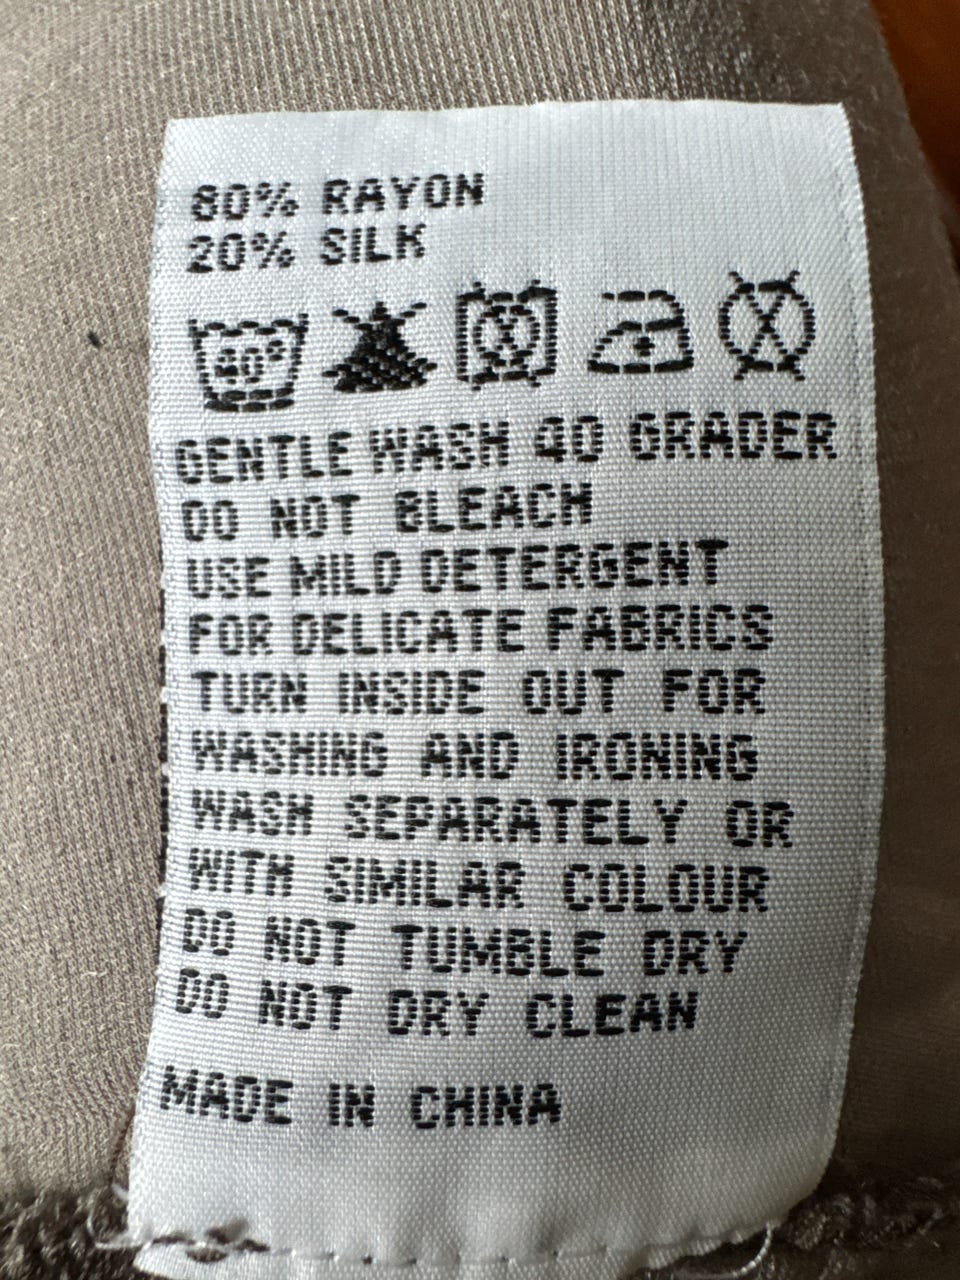 80% RAYON
20% SILK
40°
GENTLE WASH 40 GRADER
DO NOT BLEACH
USE MILD DETERGENT
FOR DELICATE FABRICS
TURN INSIDE OUT FOR
WASHING AND IRONING
WASH SEPARATELY OR
WITH SIMILAR COLOUR
DO NOT TUMBLE DRY
DO NOT DRY CLEAN
MADE IN CHINA